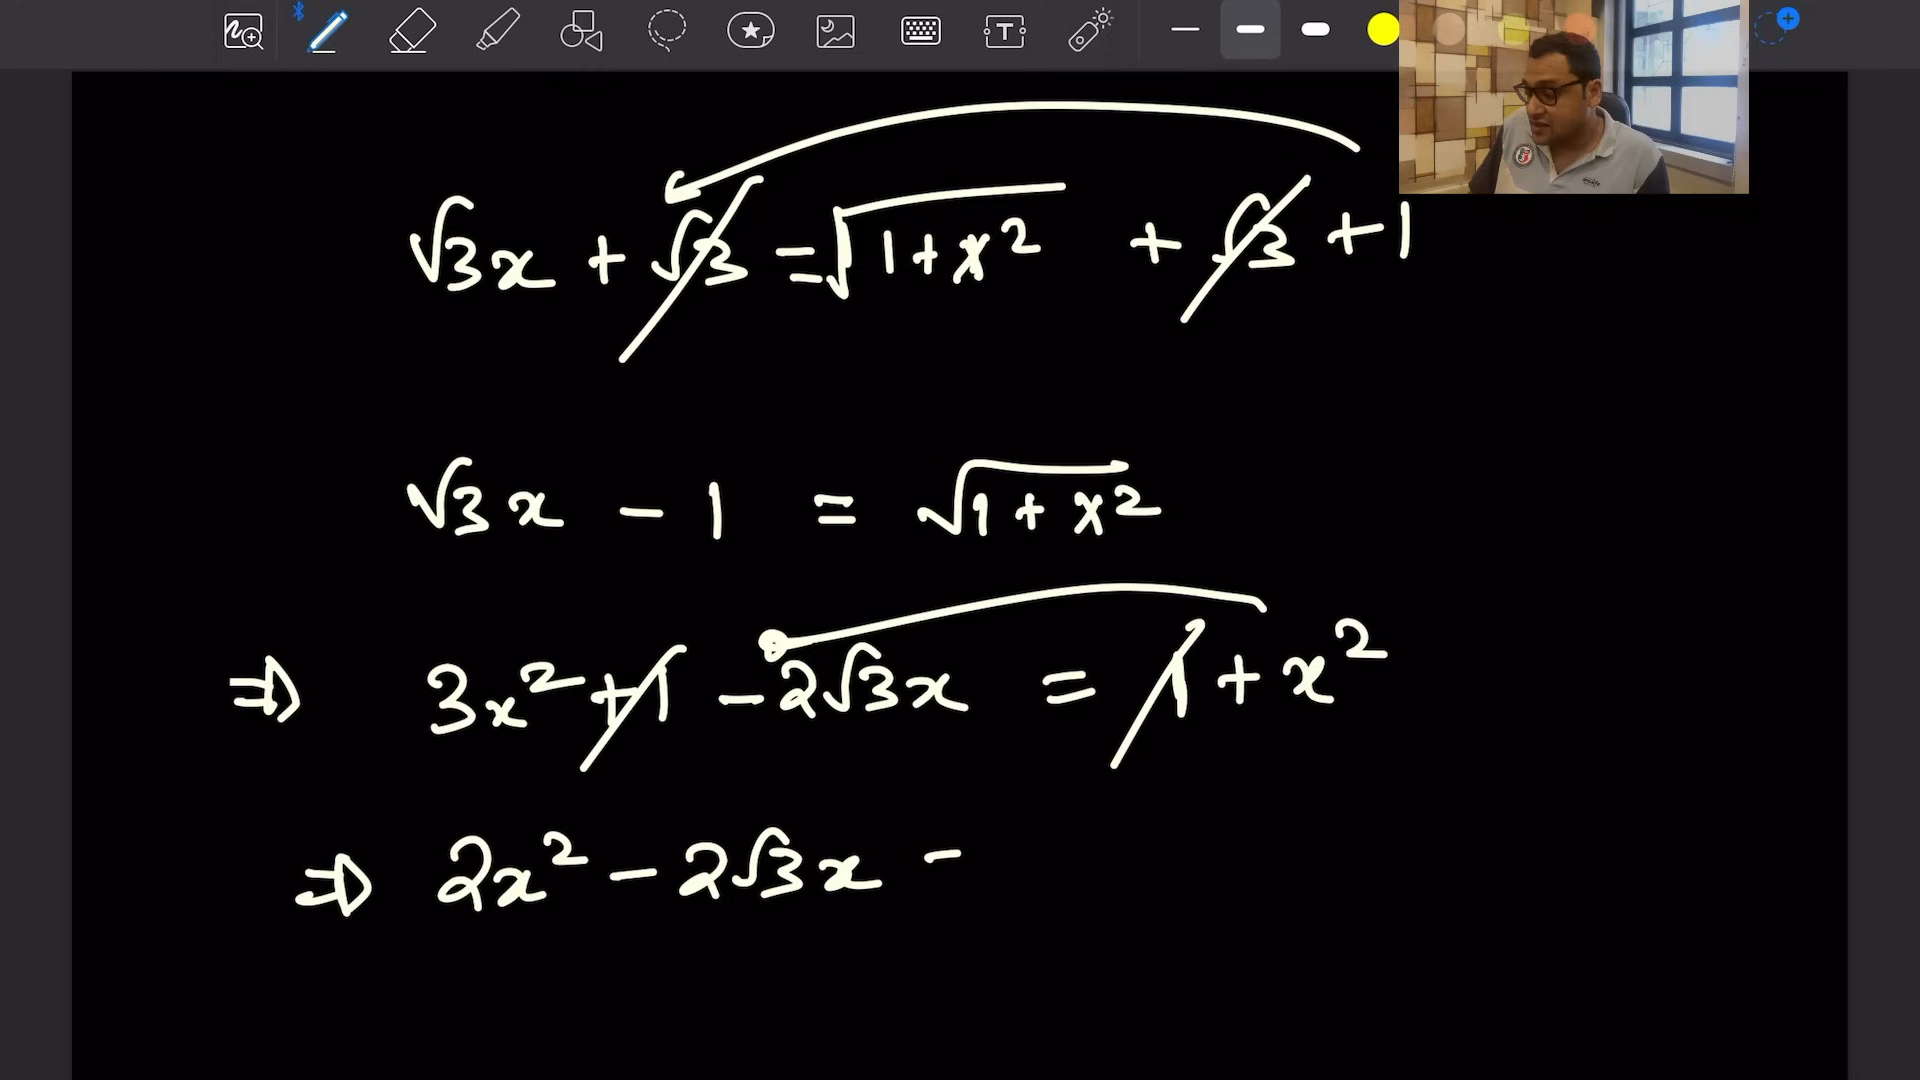 √3x + √3 = √1+x² + √3 + 1
√3x - 1 = √1+x²
⇒ 3x² + 1 - 2√3x = 1 + x²
⇒ 2x² - 2√3x -